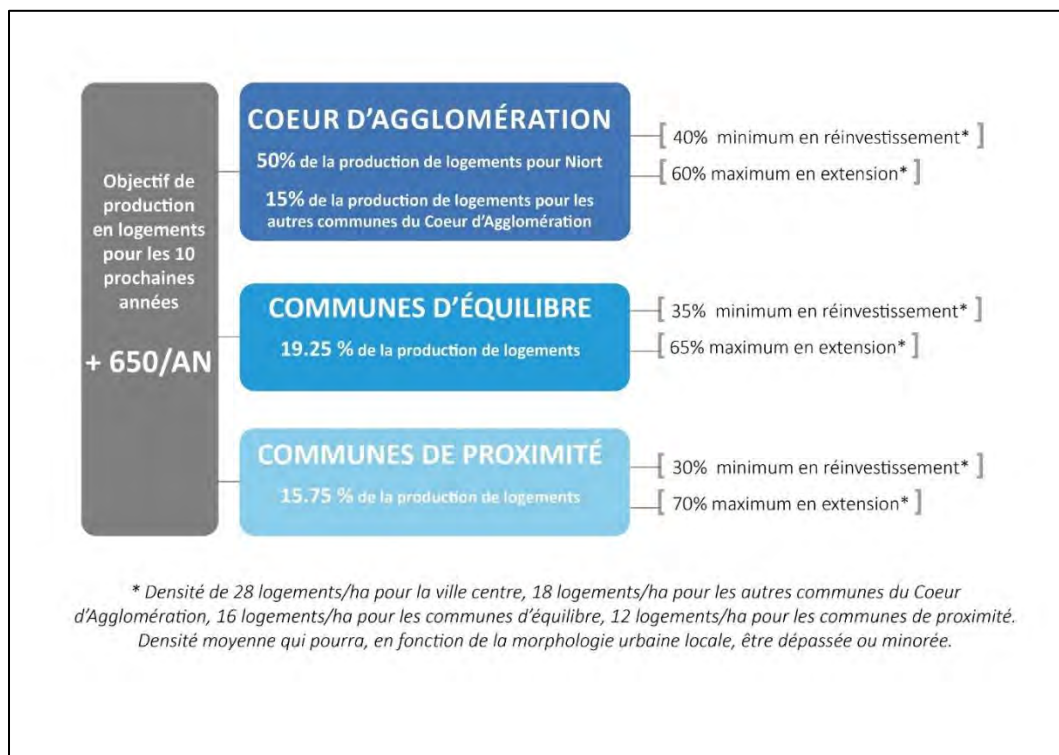 Objectif de
production
en logements
pour les 10
prochaines
années
+ 650/AN
COEUR D'AGGLOMÉRATION
50% de la production de logements pour Niort
15% de la production de logements pour les
autres communes du Coeur d'Agglomération
[ 40% minimum en réinvestissement* ]
[ 60% maximum en extension* ]
COMMUNES D'ÉQUILIBRE
19.25 % de la production de logements
[ 35% minimum en réinvestissement* ]
[ 65% maximum en extension* ]
COMMUNES DE PROXIMITÉ
15.75 % de la production de logements
[ 30% minimum en réinvestissement* ]
[ 70% maximum en extension* ]
* Densité de 28 logements/ha pour la ville centre, 18 logements/ha pour les autres communes du Coeur
d'Agglomération, 16 logements/ha pour les communes d'équilibre, 12 logements/ha pour les communes de proximité.
Densité moyenne qui pourra, en fonction de la morphologie urbaine locale, être dépassée ou minorée.